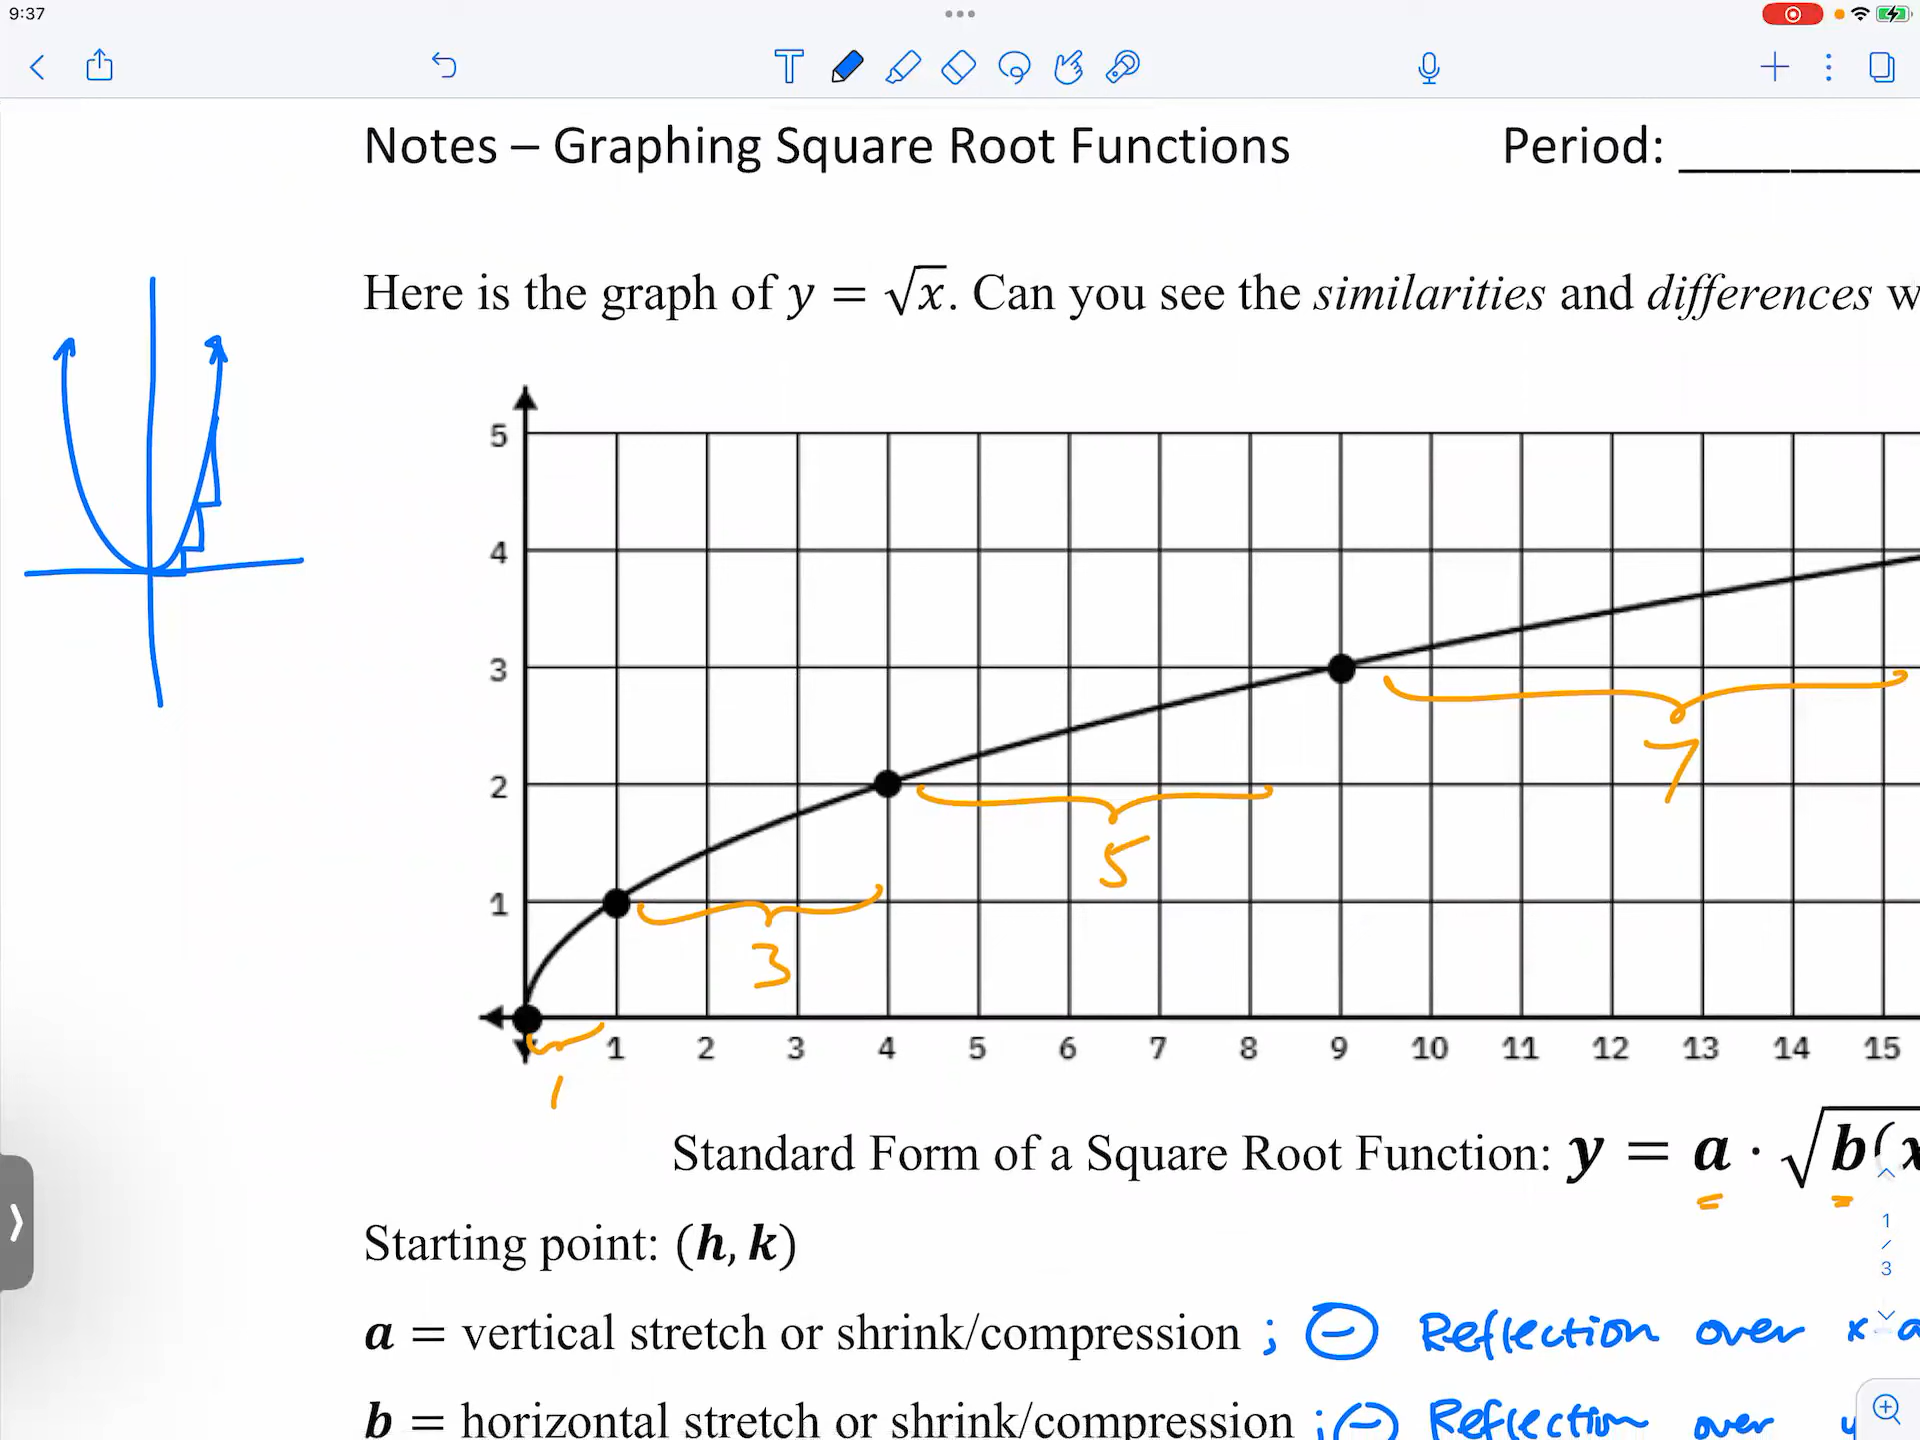 9:37
Notes – Graphing Square Root Functions Period: ________
Here is the graph of y = √x. Can you see the similarities and differences w
5
4
3
2
1
7
5
3
1 2 3 4 5 6 7 8 9 10 11 12 13 14 15
1
Standard Form of a Square Root Function: y = a · √b(x
Starting point: (h, k)
1
/
3
a = vertical stretch or shrink/compression ; (−) Reflection over x-a
b = horizontal stretch or shrink/compression ; (−) Reflection over y